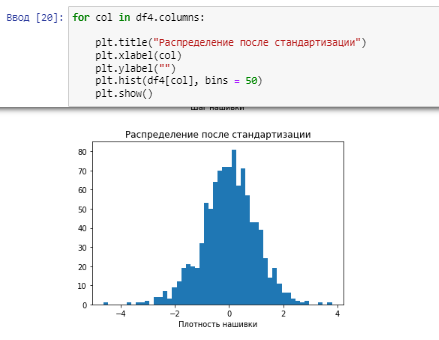 Ввод [20]: for col in df4.columns:
plt.title("Распределение после стандартизации")
plt.xlabel(col)
plt.ylabel("")
plt.hist(df4[col], bins = 50)
plt.show()
Шаг нашивки
Распределение после стандартизации
80
70
60
50
40
30
20
10
0
−4 −2 0 2 4
Плотность нашивки